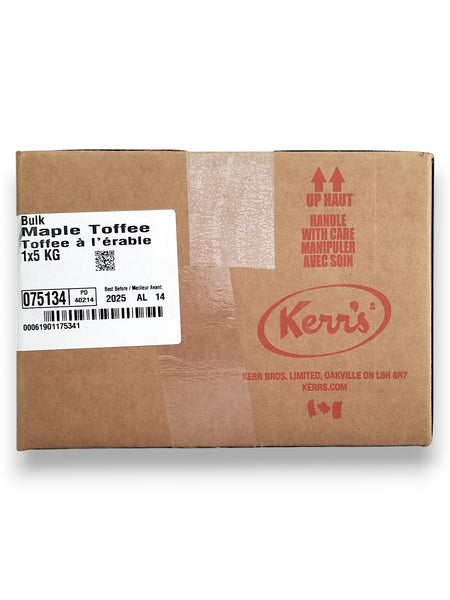 Bulk
Maple Toffee
Toffee à l'érable
1x5 KG
075134
PD
40214
Best Before / Meilleur Avant:
2025 AL 14
00061901175341
UP HAUT
HANDLE
WITH CARE
MANIPULER
AVEC SOIN
Kerr's®
KERR BROS. LIMITED, OAKVILLE ON L6H 6R7
KERRS.COM